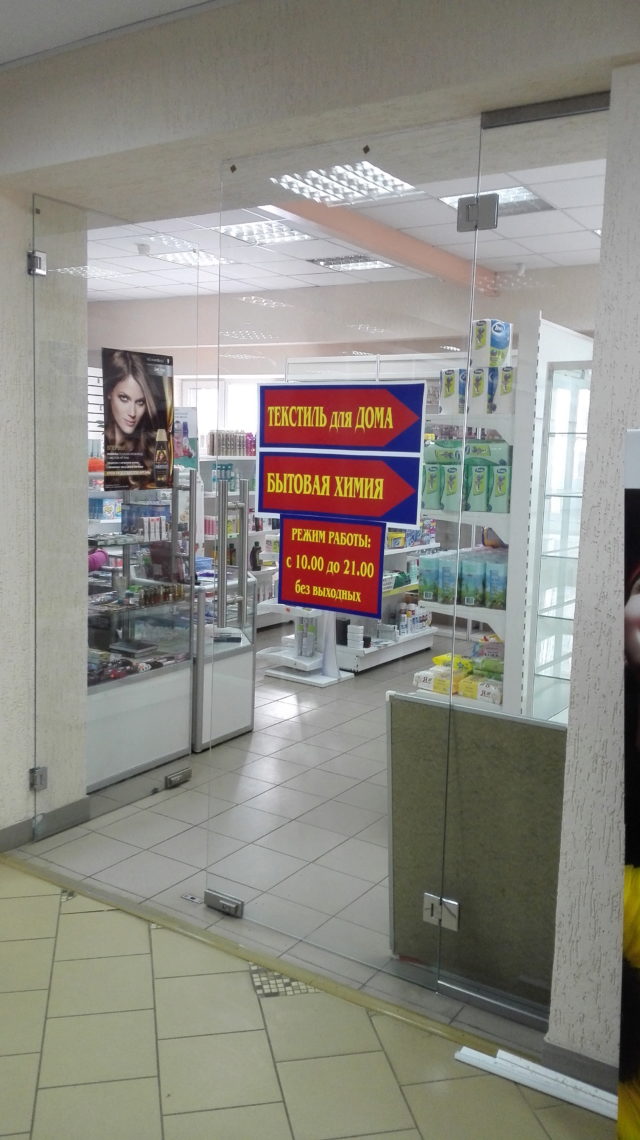 ТЕКСТИЛЬ для ДОМА
БЫТОВАЯ ХИМИЯ
РЕЖИМ РАБОТЫ:
с 10.00 до 21.00
без выходных